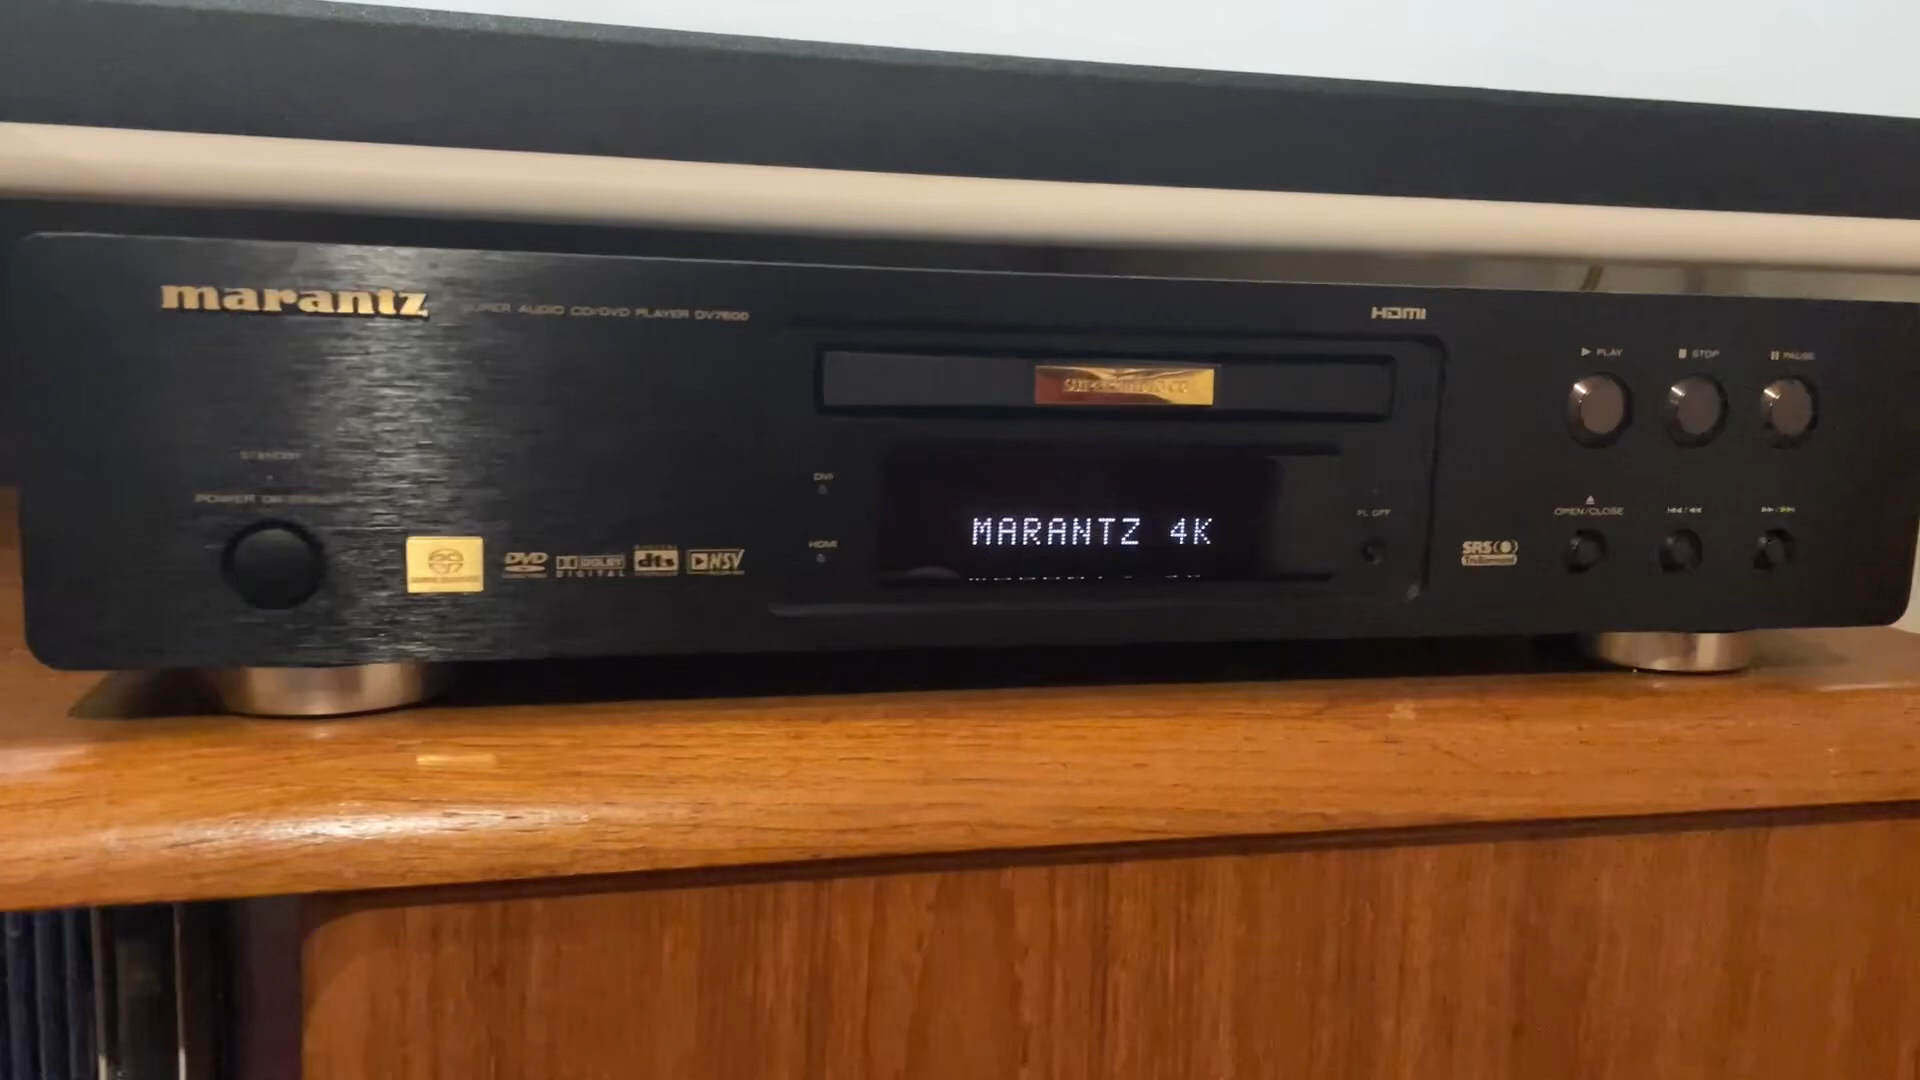 marantz
SUPER AUDIO CD/DVD PLAYER DV7600
HDMI
▶ PLAY
■ STOP
II PAUSE
STANDBY
POWER ON
DVI
MARANTZ 4K
FL OFF
OPEN/CLOSE
HDMI
DVD
DOLBY
DIGITAL
dts
NSV
SRS
TruSurround